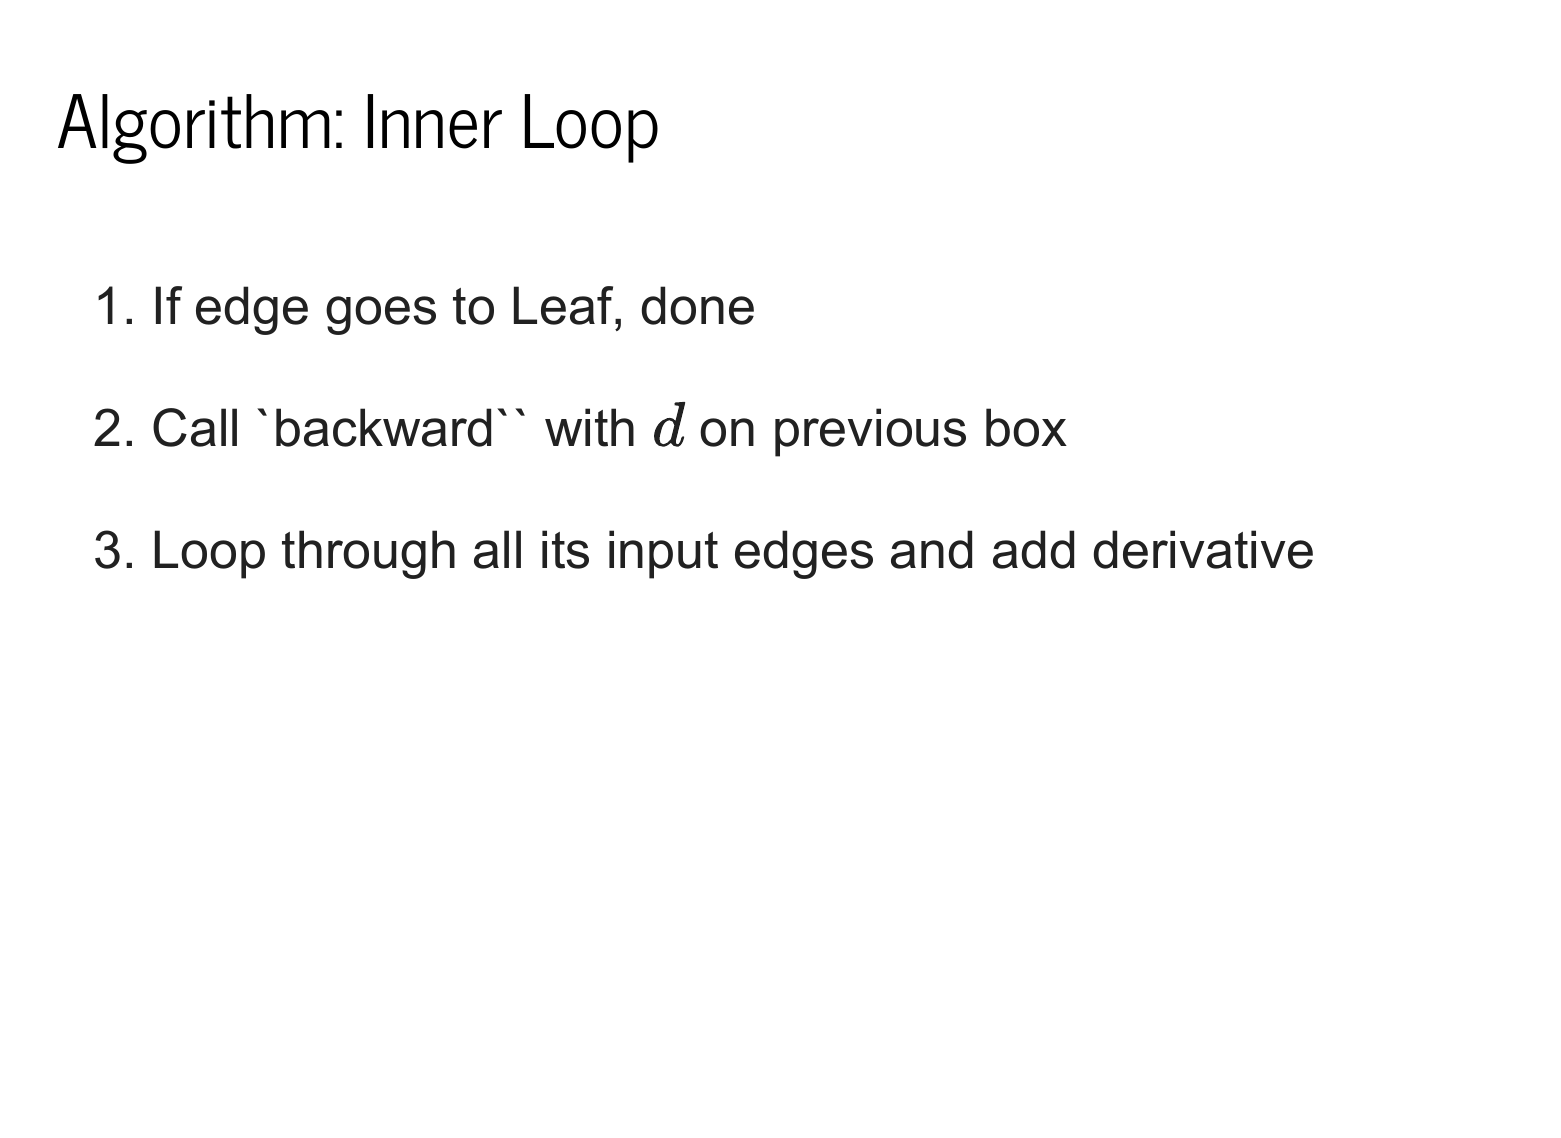 Algorithm: Inner Loop
1. If edge goes to Leaf, done
2. Call `backward`` with d on previous box
3. Loop through all its input edges and add derivative